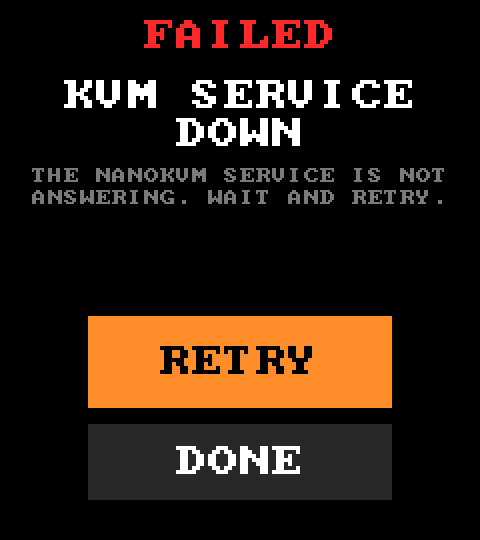 FAILED
KVM SERVICE
DOWN
THE NANOKVM SERVICE IS NOT
ANSWERING. WAIT AND RETRY.
RETRY
DONE